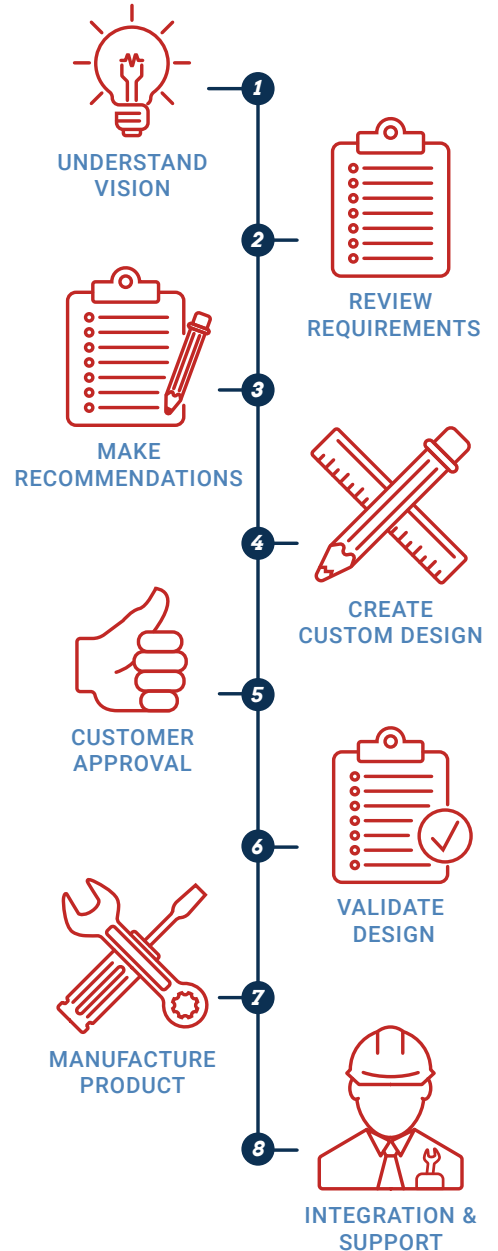 1
UNDERSTAND
VISION
2
REVIEW
REQUIREMENTS
3
MAKE
RECOMMENDATIONS
4
CREATE
CUSTOM DESIGN
5
CUSTOMER
APPROVAL
6
VALIDATE
DESIGN
7
MANUFACTURE
PRODUCT
8
INTEGRATION &
SUPPORT